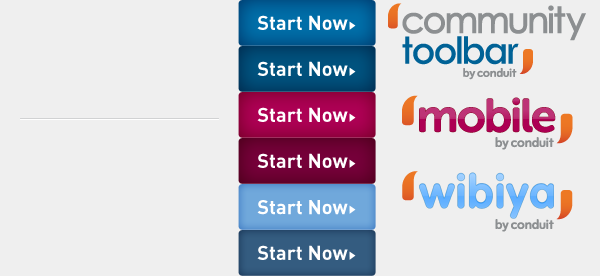 Start Now
Start Now
Start Now
Start Now
Start Now
Start Now
community
toolbar
by conduit
mobile
by conduit
wibiya
by conduit